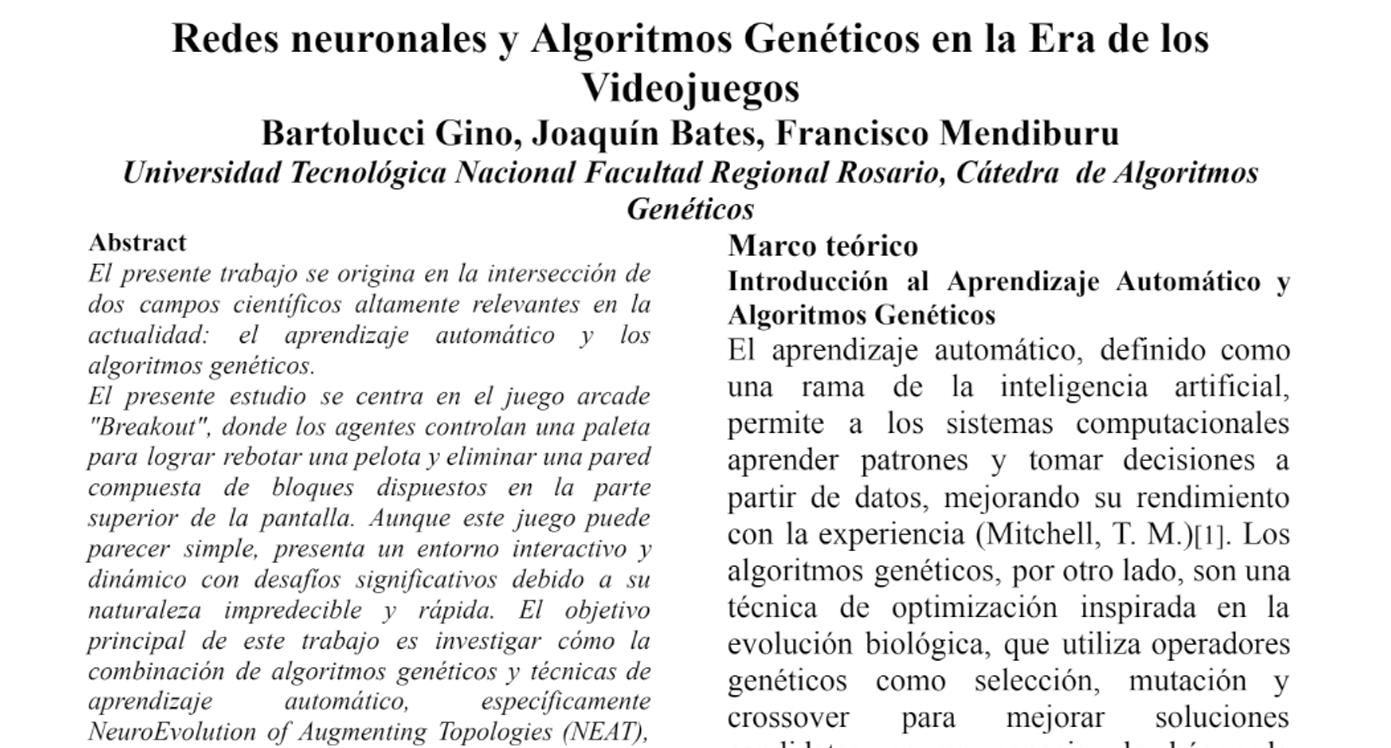 Redes neuronales y Algoritmos Genéticos en la Era de los
Videojuegos
Bartolucci Gino, Joaquín Bates, Francisco Mendiburu
Universidad Tecnológica Nacional Facultad Regional Rosario, Cátedra de Algoritmos
Genéticos
Abstract
El presente trabajo se origina en la intersección de
dos campos científicos altamente relevantes en la
actualidad: el aprendizaje automático y los
algoritmos genéticos.
El presente estudio se centra en el juego arcade
"Breakout", donde los agentes controlan una paleta
para lograr rebotar una pelota y eliminar una pared
compuesta de bloques dispuestos en la parte
superior de la pantalla. Aunque este juego puede
parecer simple, presenta un entorno interactivo y
dinámico con desafíos significativos debido a su
naturaleza impredecible y rápida. El objetivo
principal de este trabajo es investigar cómo la
combinación de algoritmos genéticos y técnicas de
aprendizaje automático, específicamente
NeuroEvolution of Augmenting Topologies (NEAT),
Marco teórico
Introducción al Aprendizaje Automático y
Algoritmos Genéticos
El aprendizaje automático, definido como
una rama de la inteligencia artificial,
permite a los sistemas computacionales
aprender patrones y tomar decisiones a
partir de datos, mejorando su rendimiento
con la experiencia (Mitchell, T. M.)[1]. Los
algoritmos genéticos, por otro lado, son una
técnica de optimización inspirada en la
evolución biológica, que utiliza operadores
genéticos como selección, mutación y
crossover para mejorar soluciones